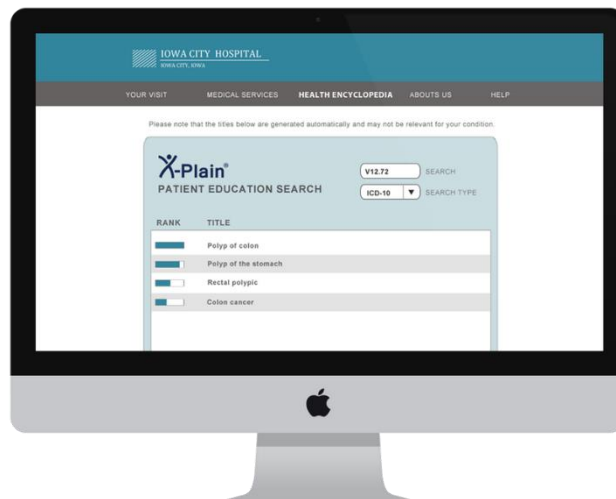 IOWA CITY HOSPITAL
IOWA CITY, IOWA
YOUR VISIT MEDICAL SERVICES HEALTH ENCYCLOPEDIA ABOUTS US HELP
Please note that the titles below are generated automatically and may not be relevant for your condition.
X-Plain®
PATIENT EDUCATION SEARCH
V12.72 SEARCH
ICD-10 SEARCH TYPE
RANK TITLE
Polyp of colon
Polyp of the stomach
Rectal polypic
Colon cancer